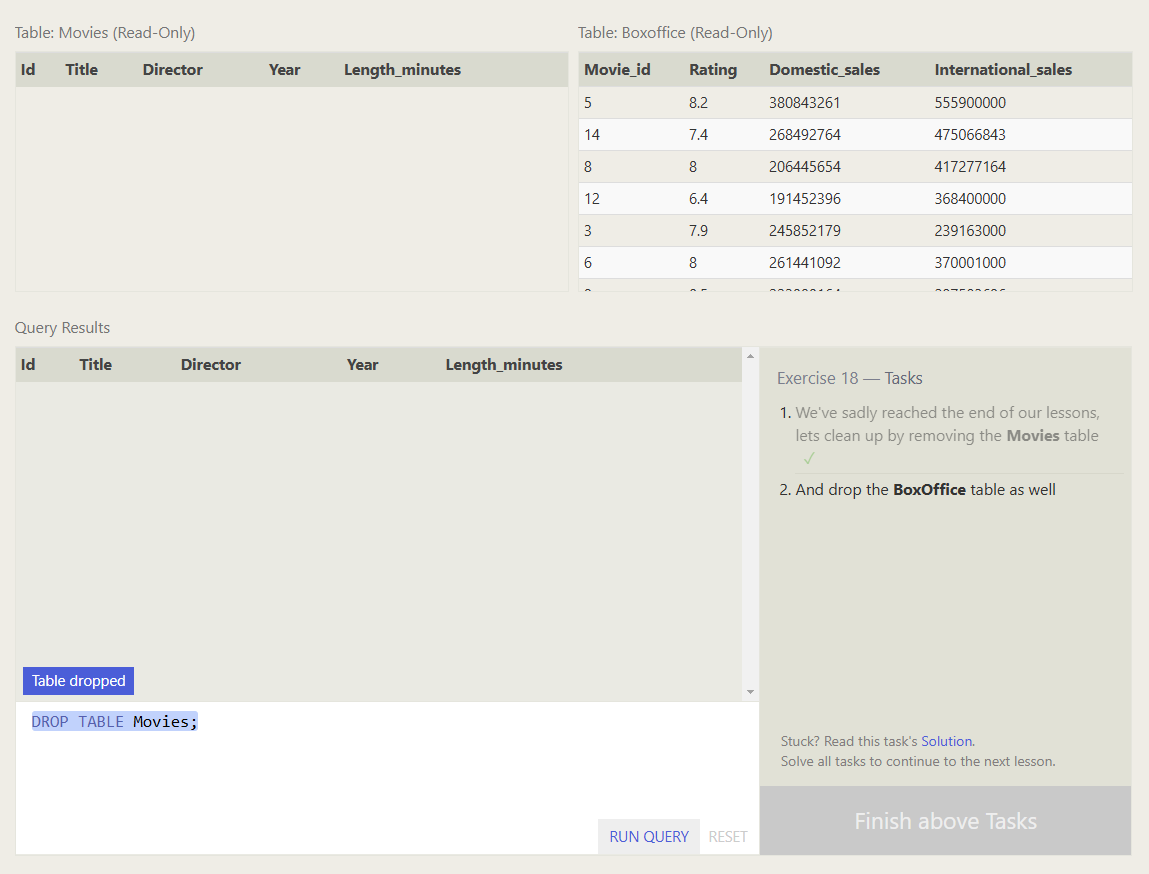 Table: Movies (Read-Only)
Id Title Director Year Length_minutes
Table: Boxoffice (Read-Only)
Movie_id Rating Domestic_sales International_sales
5 8.2 380843261 555900000
14 7.4 268492764 475066843
8 8 206445654 417277164
12 6.4 191452396 368400000
3 7.9 245852179 239163000
6 8 261441092 370001000
Query Results
Id Title Director Year Length_minutes
Table dropped
DROP TABLE Movies;
RUN QUERY RESET
Exercise 18 — Tasks
1. We've sadly reached the end of our lessons,
lets clean up by removing the Movies table
✓
2. And drop the BoxOffice table as well
Stuck? Read this task's Solution.
Solve all tasks to continue to the next lesson.
Finish above Tasks